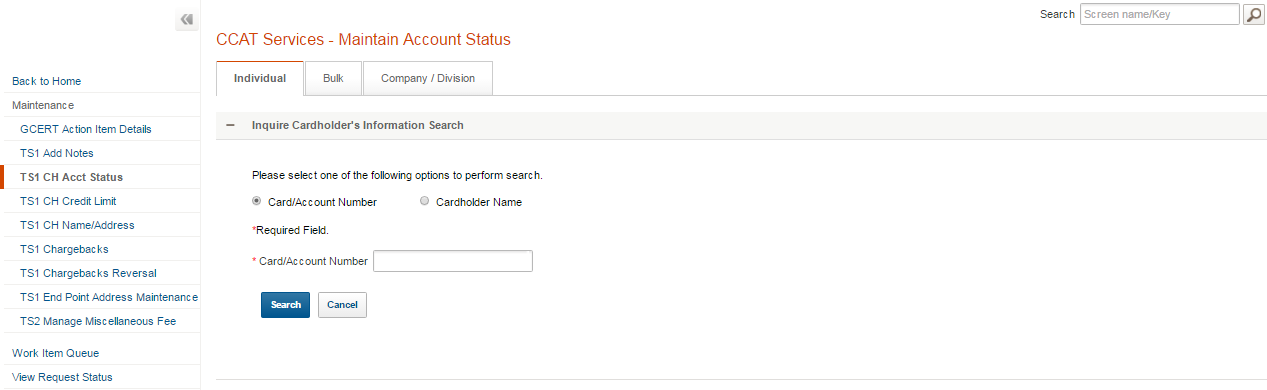 Search Screen name/Key
CCAT Services - Maintain Account Status
Individual Bulk Company / Division
Back to Home
Maintenance
GCERT Action Item Details
TS1 Add Notes
TS1 CH Acct Status
TS1 CH Credit Limit
TS1 CH Name/Address
TS1 Chargebacks
TS1 Chargebacks Reversal
TS1 End Point Address Maintenance
TS2 Manage Miscellaneous Fee
Work Item Queue
View Request Status
Inquire Cardholder's Information Search
Please select one of the following options to perform search.
Card/Account Number Cardholder Name
*Required Field.
* Card/Account Number
Search Cancel